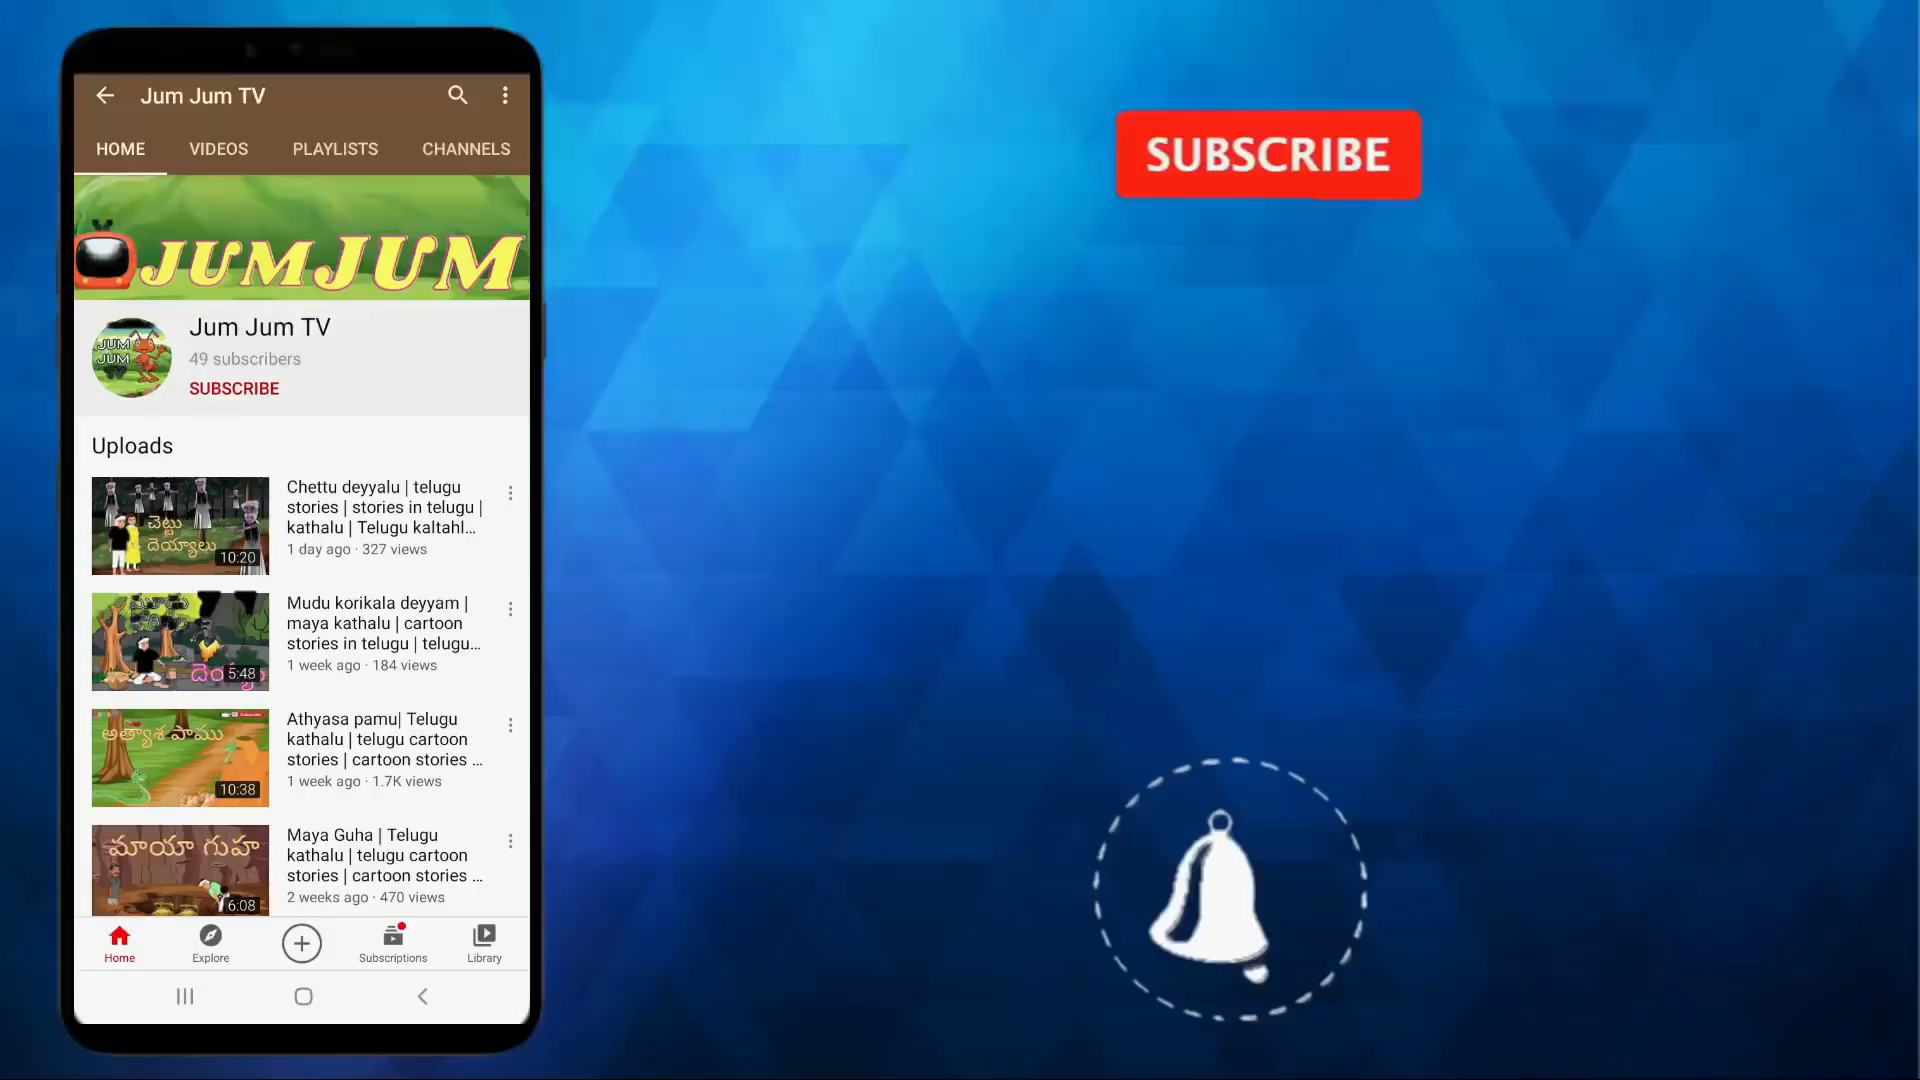 Jum Jum TV
HOME VIDEOS PLAYLISTS CHANNELS
JUMJUM
JUM
JUM
TV
Jum Jum TV
49 subscribers
SUBSCRIBE
Uploads
చెట్టు
దెయ్యాలు
10:20
Chettu deyyalu | telugu
stories | stories in telugu |
kathalu | Telugu kaltahl...
1 day ago · 327 views
5:48
Mudu korikala deyyam |
maya kathalu | cartoon
stories in telugu | telugu...
1 week ago · 184 views
అత్యాశ పాము
10:38
Athyasa pamu| Telugu
kathalu | telugu cartoon
stories | cartoon stories ...
1 week ago · 1.7K views
మాయా గుహ
6:08
Maya Guha | Telugu
kathalu | telugu cartoon
stories | cartoon stories ...
2 weeks ago · 470 views
Home Explore Subscriptions Library
SUBSCRIBE